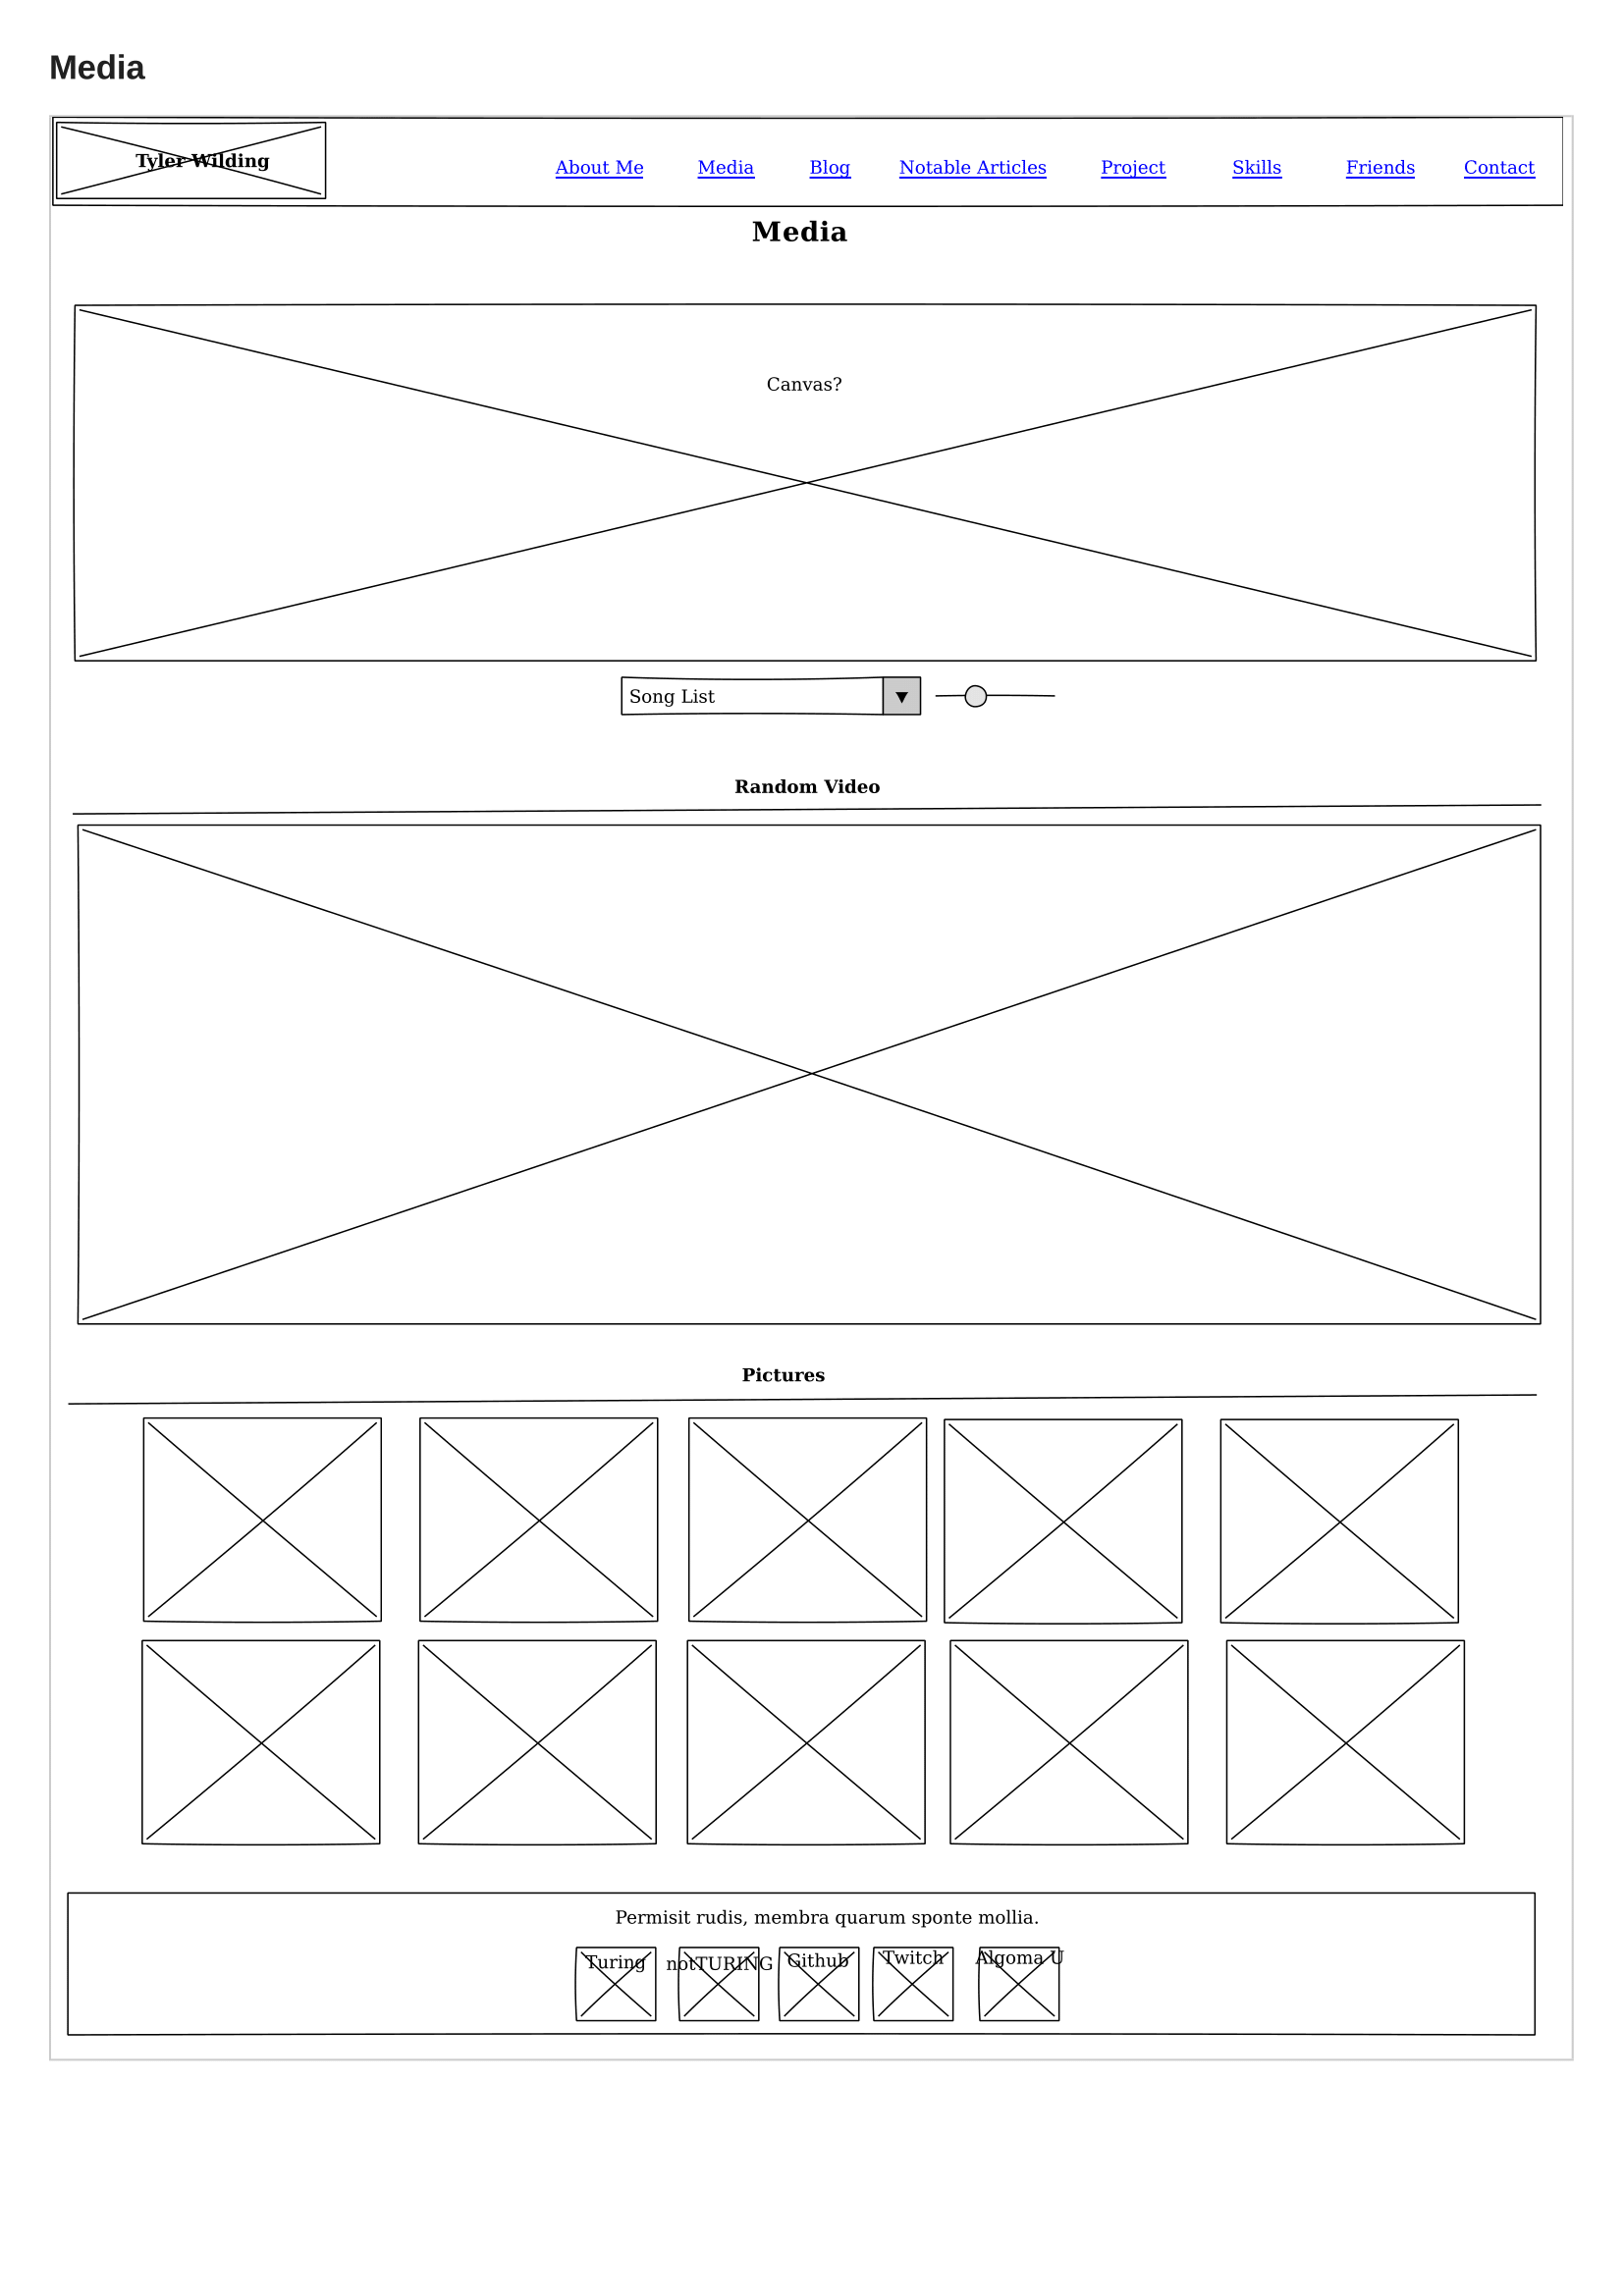 Media
Tyler Wilding
About Me Media Blog Notable Articles Project Skills Friends Contact
Media
Canvas?
Song List
Random Video
Pictures
Permisit rudis, membra quarum sponte mollia.
Turing notTURING Github Twitch Algoma U